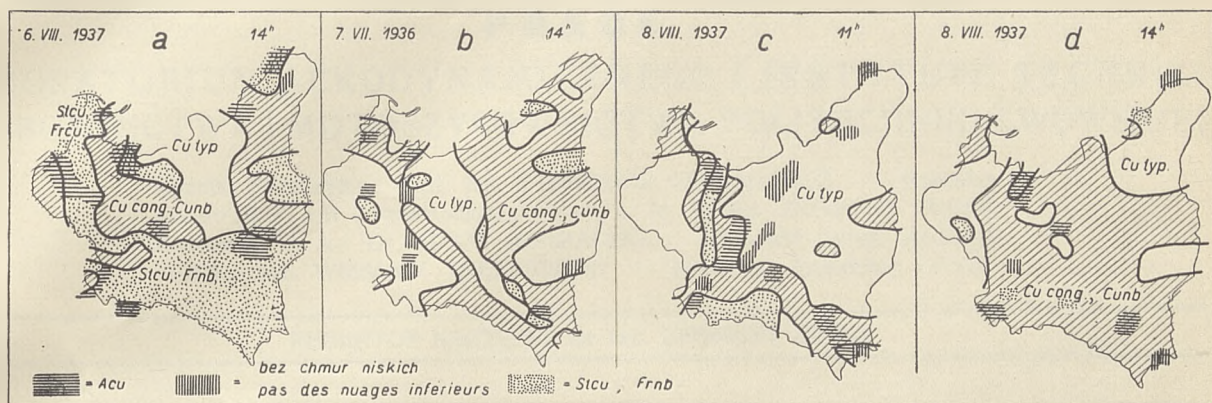 6. VIII. 1937 a 14ʰ
Stcu,
Frcu.
Cu typ
Cu cong., Cunb
Stcu, Frnb.
7. VII. 1936 b 14ʰ
Cu typ.
Cu cong., Cunb
8. VIII. 1937 c 11ʰ
Cu typ
8. VIII. 1937 d 14ʰ
Cu typ.
Cu cong., Cunb
= Acu
= bez chmur niskich
pas des nuages inférieurs
= Stcu, Frnb